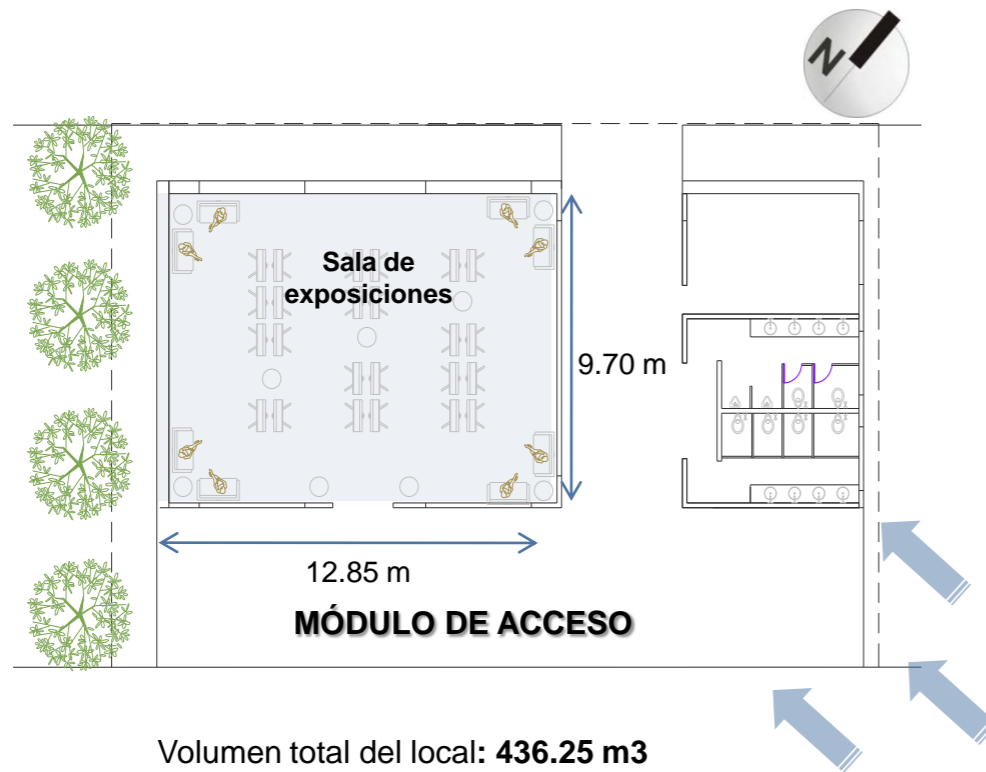 N
Sala de
exposiciones
9.70 m
12.85 m
MÓDULO DE ACCESO
Volumen total del local: 436.25 m3